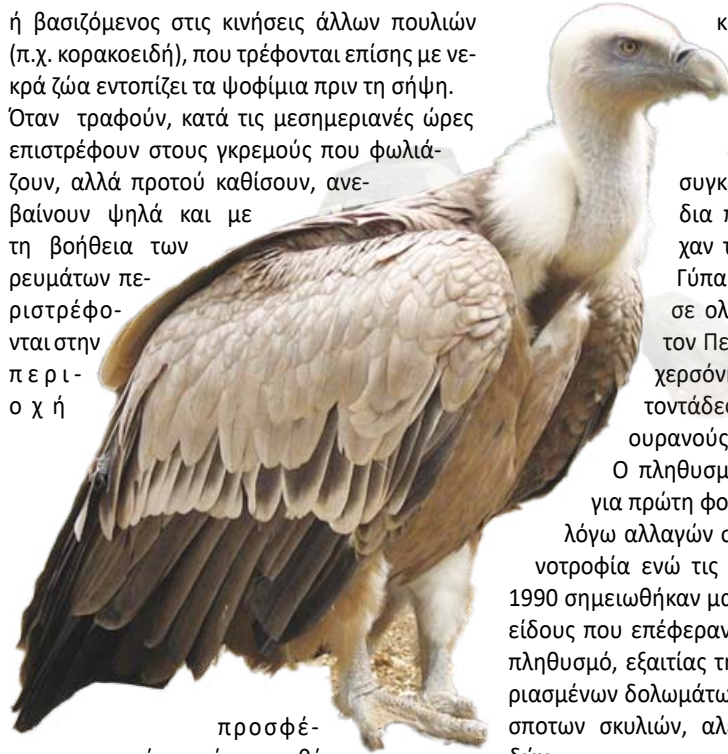 ή βασιζόμενος στις κινήσεις άλλων πουλιών
(π.χ. κορακοειδή), που τρέφονται επίσης με νε-
κρά ζώα εντοπίζει τα ψοφίμια πριν τη σήψη.
Όταν τραφούν, κατά τις μεσημεριανές ώρες
επιστρέφουν στους γκρεμούς που φωλιά-
ζουν, αλλά προτού καθίσουν, ανε-
βαίνουν ψηλά και με
τη βοήθεια των
ρευμάτων πε-
ριστρέφο-
νται στην
περι-
οχή
προσφέ-
συγκ
δια π
χαν τ
Γύπα
σε ολ
τον Πε
χερσόνη
τοντάδες
ουρανούς
Ο πληθυσμ
για πρώτη φο
λόγω αλλαγών σ
νοτροφία ενώ τις
1990 σημειωθήκαν μα
είδους που επέφεραν
πληθυσμό, εξαιτίας τη
ριασμένων δολωμάτω
σποτων σκυλιών, αλ